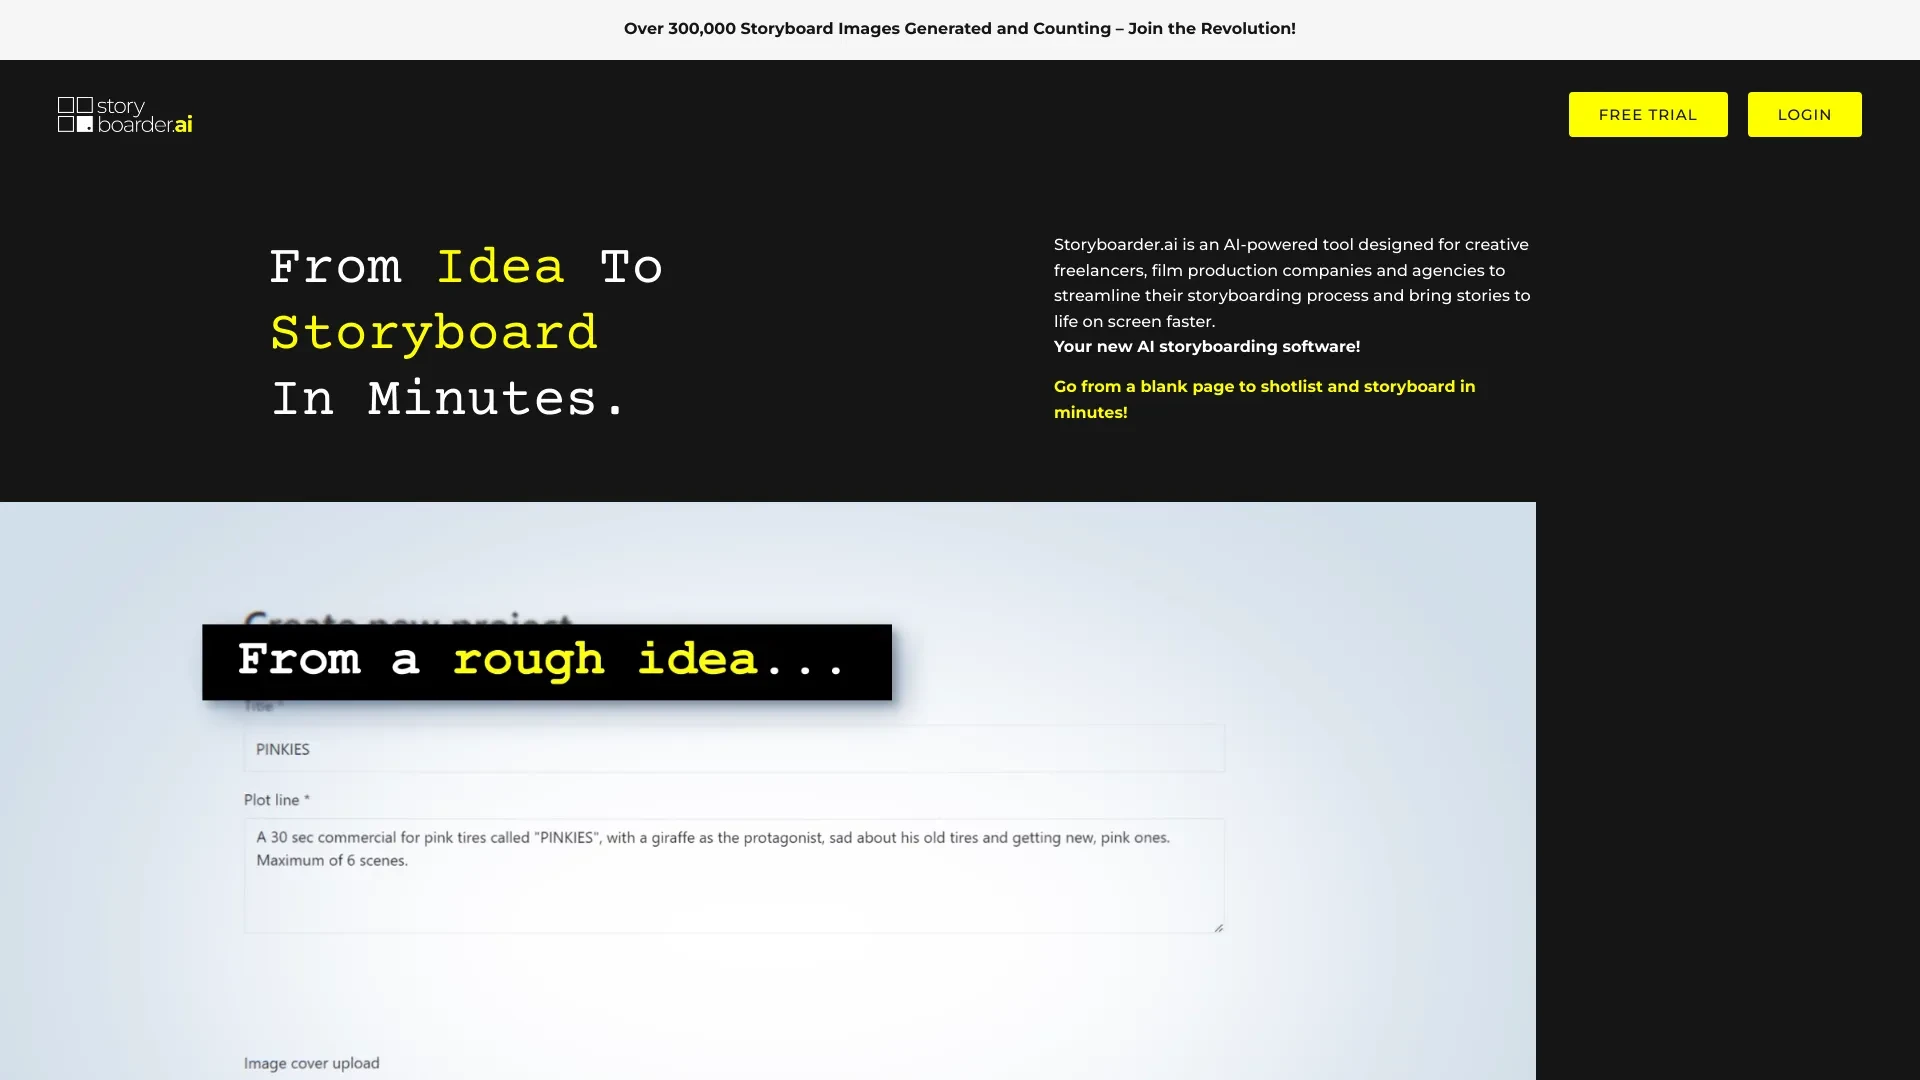 Over 300,000 Storyboard Images Generated and Counting – Join the Revolution!
story
boarder.ai
FREE TRIAL
LOGIN
From Idea To
Storyboard
In Minutes.
Storyboarder.ai is an AI-powered tool designed for creative
freelancers, film production companies and agencies to
streamline their storyboarding process and bring stories to
life on screen faster.
Your new AI storyboarding software!
Go from a blank page to shotlist and storyboard in
minutes!
Create new project
From a rough idea...
Title *
PINKIES
Plot line *
A 30 sec commercial for pink tires called "PINKIES", with a giraffe as the protagonist, sad about his old tires and getting new, pink ones.
Maximum of 6 scenes.
Image cover upload